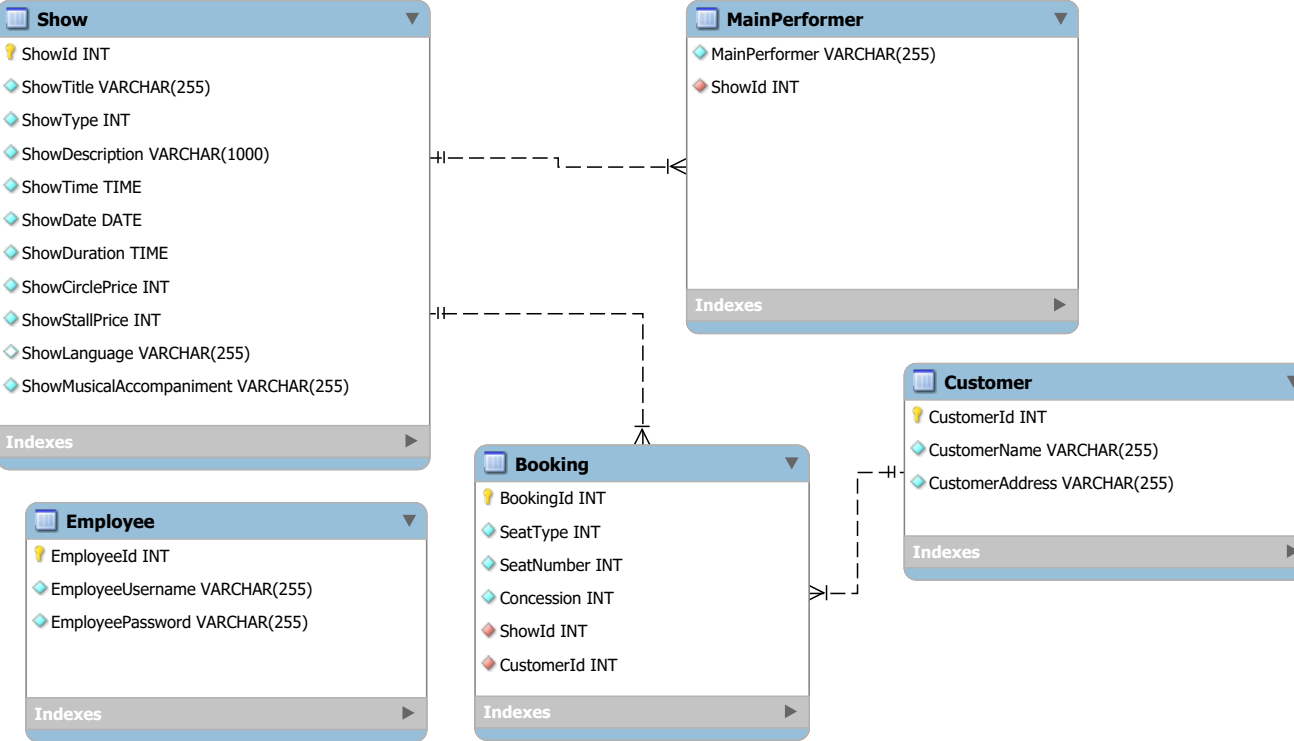 Show
ShowId INT
ShowTitle VARCHAR(255)
ShowType INT
ShowDescription VARCHAR(1000)
ShowTime TIME
ShowDate DATE
ShowDuration TIME
ShowCirclePrice INT
ShowStallPrice INT
ShowLanguage VARCHAR(255)
ShowMusicalAccompaniment VARCHAR(255)
Indexes
MainPerformer
MainPerformer VARCHAR(255)
ShowId INT
Indexes
Customer
CustomerId INT
CustomerName VARCHAR(255)
CustomerAddress VARCHAR(255)
Indexes
Booking
BookingId INT
SeatType INT
SeatNumber INT
Concession INT
ShowId INT
CustomerId INT
Indexes
Employee
EmployeeId INT
EmployeeUsername VARCHAR(255)
EmployeePassword VARCHAR(255)
Indexes